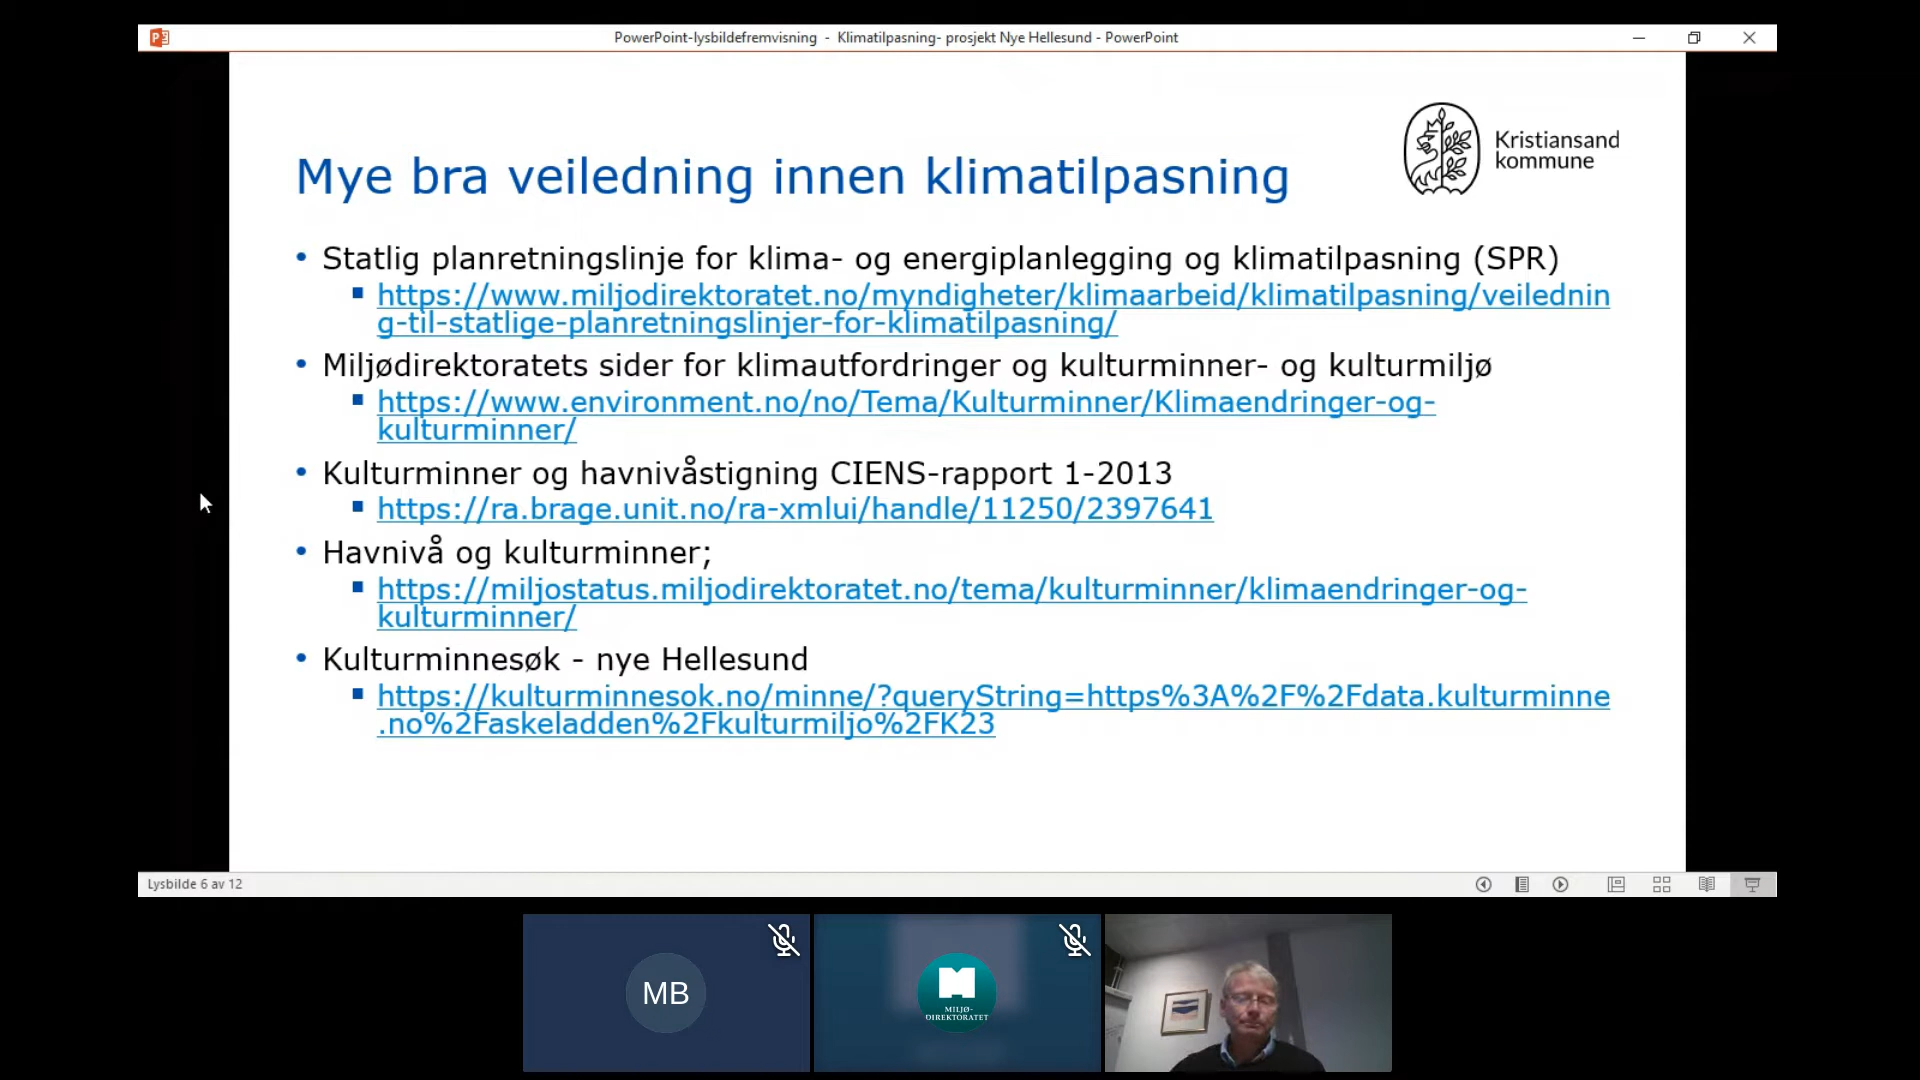 PowerPoint-lysbildefremvisning - Klimatilpasning- prosjekt Nye Hellesund - PowerPoint
Kristiansand
kommune
Mye bra veiledning innen klimatilpasning
• Statlig planretningslinje for klima- og energiplanlegging og klimatilpasning (SPR)
▪ https://www.miljodirektoratet.no/myndigheter/klimaarbeid/klimatilpasning/veilednin
g-til-statlige-planretningslinjer-for-klimatilpasning/
• Miljødirektoratets sider for klimautfordringer og kulturminner- og kulturmiljø
▪ https://www.environment.no/no/Tema/Kulturminner/Klimaendringer-og-
kulturminner/
• Kulturminner og havnivåstigning CIENS-rapport 1-2013
▪ https://ra.brage.unit.no/ra-xmlui/handle/11250/2397641
• Havnivå og kulturminner;
▪ https://miljostatus.miljodirektoratet.no/tema/kulturminner/klimaendringer-og-
kulturminner/
• Kulturminnesøk - nye Hellesund
▪ https://kulturminnesok.no/minne/?queryString=https%3A%2F%2Fdata.kulturminne
.no%2Faskeladden%2Fkulturmiljo%2FK23
Lysbilde 6 av 12
MB
MILJØ-
DIREKTORATET